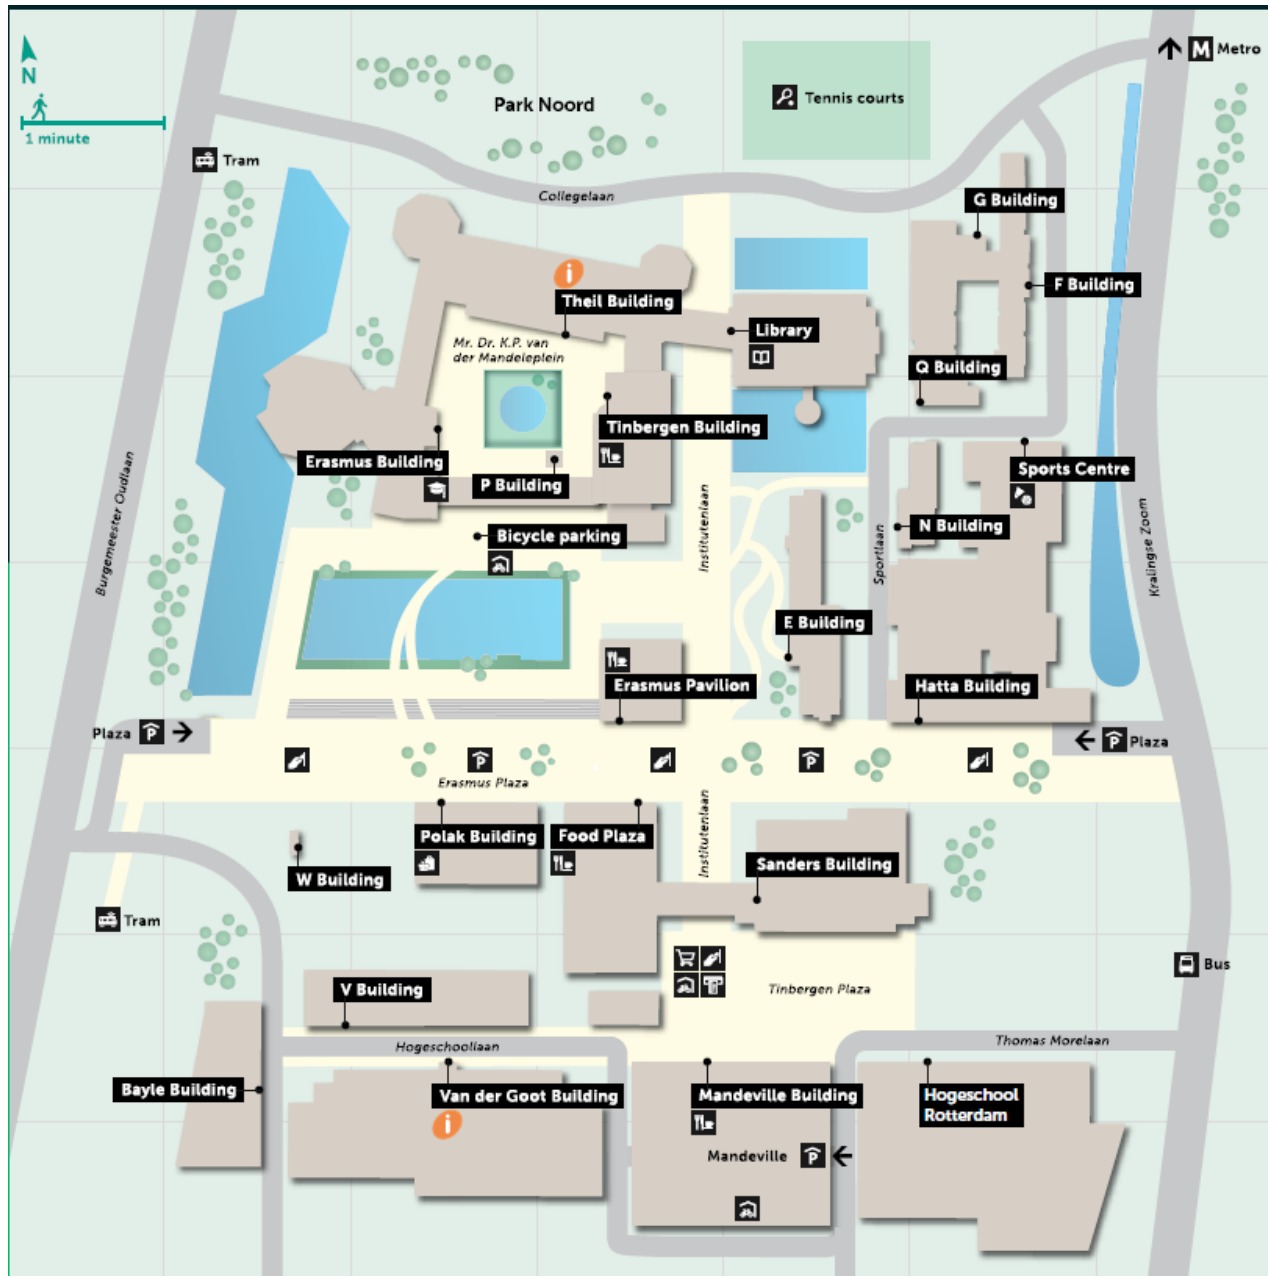 N
1 minute
Park Noord
Tennis courts
M
Metro
Tram
Collegelaan
G Building
i
Theil Building
F Building
Mr. Dr. K.P. van
der Mandeleplein
Library
Q Building
Tinbergen Building
Erasmus Building
P Building
Sports Centre
Burgemeester Oudlaan
Bicycle parking
Institutenlaan
Sportlaan
N Building
Kralingse Zoom
E Building
Erasmus Pavilion
Hatta Building
Plaza
P
P
Plaza
P
P
Erasmus Plaza
Institutenlaan
Polak Building
Food Plaza
W Building
Sanders Building
Tram
Bus
V Building
Tinbergen Plaza
Hogeschoollaan
Thomas Morelaan
Bayle Building
Van der Goot Building
i
Mandeville Building
Hogeschool
Rotterdam
Mandeville
P